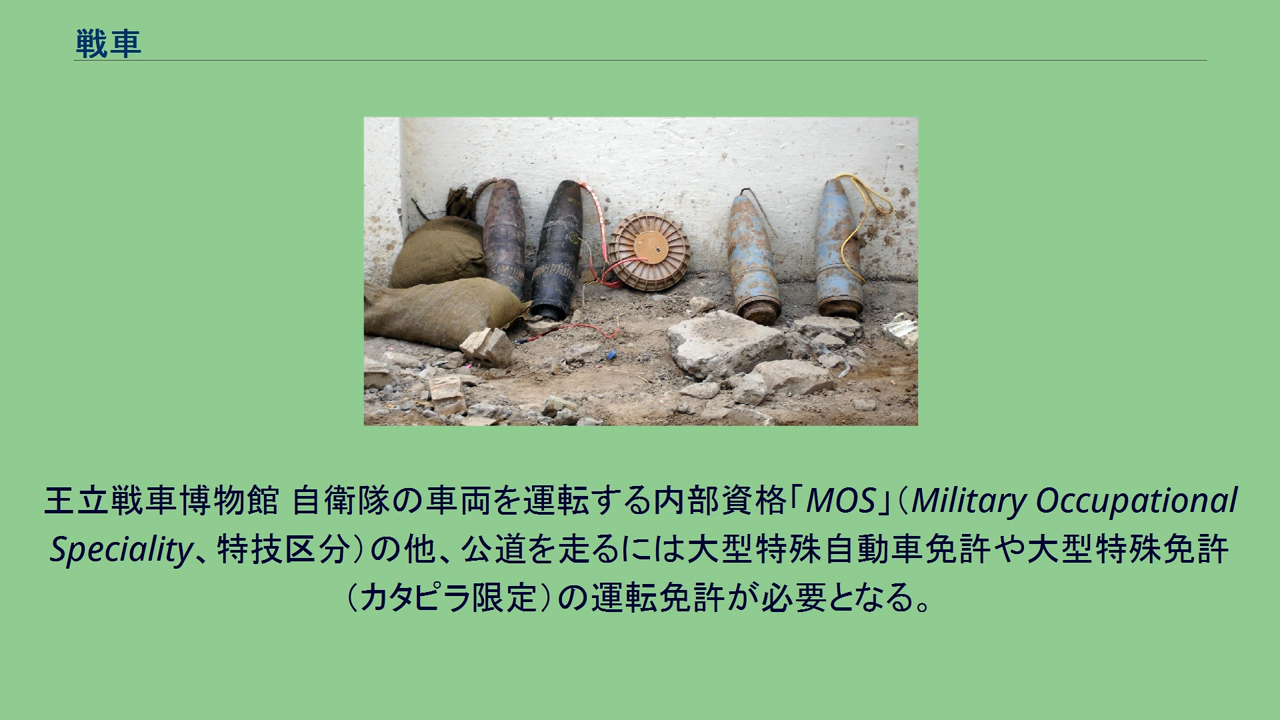 戦車
王立戦車博物館 自衛隊の車両を運転する内部資格｢MOS｣（Military Occupational
Speciality、特技区分）の他、公道を走るには大型特殊自動車免許や大型特殊免許
（カタピラ限定）の運転免許が必要となる。